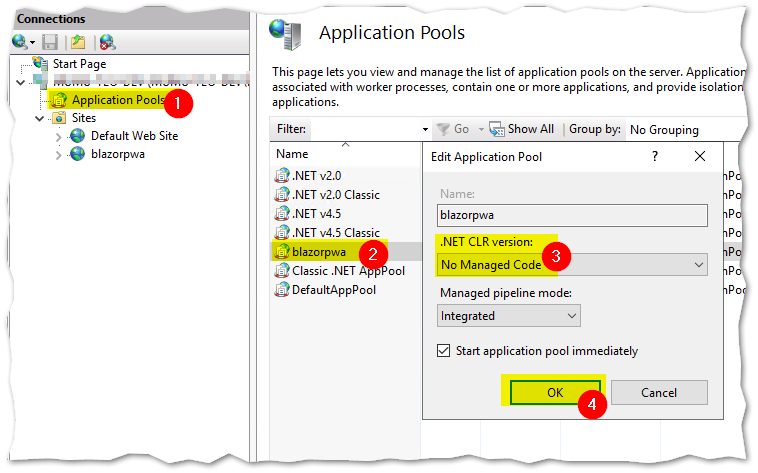 Connections
Start Page
Application Pools
1
Sites
Default Web Site
blazorpwa
Application Pools
This page lets you view and manage the list of application pools on the server. Application
associated with worker processes, contain one or more applications, and provide isolation
applications.
Filter:
Go
Show All
Group by:
No Grouping
Name
.NET v2.0
.NET v2.0 Classic
.NET v4.5
.NET v4.5 Classic
blazorpwa
2
Classic .NET AppPool
DefaultAppPool
Edit Application Pool
?
Name:
blazorpwa
.NET CLR version:
3
No Managed Code
Managed pipeline mode:
Integrated
Start application pool immediately
OK
Cancel
4